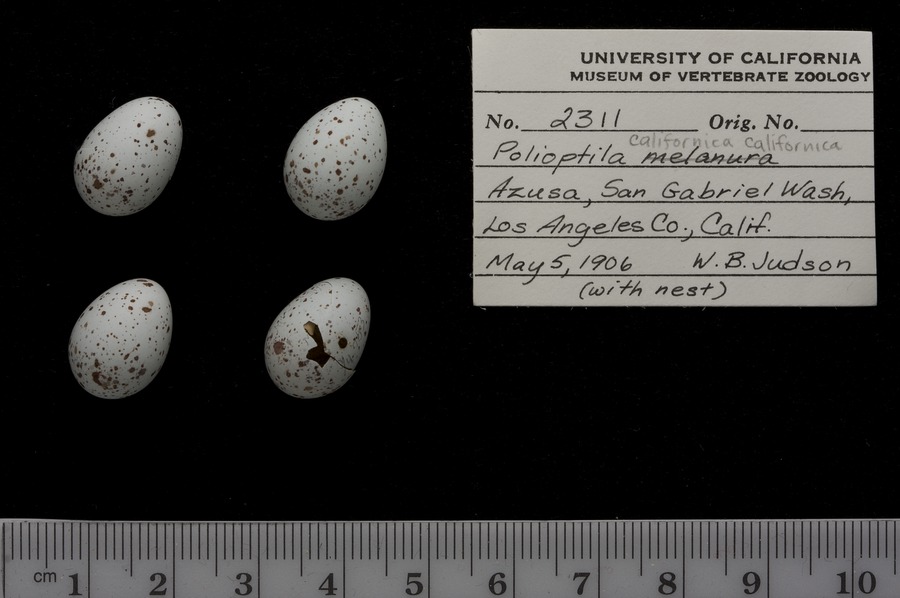 UNIVERSITY OF CALIFORNIA
MUSEUM OF VERTEBRATE ZOOLOGY
No. 2311 Orig. No.
californica californica
Polioptila melanura
Azusa, San Gabriel Wash,
Los Angeles Co., Calif.
May 5, 1906 W. B. Judson
(with nest)
cm 1 2 3 4 5 6 7 8 9 10